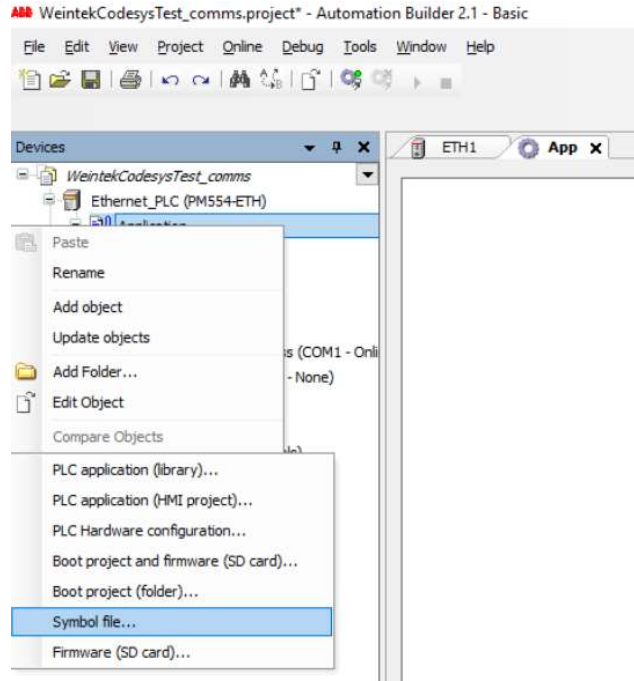 ABB WeintekCodesysTest_comms.project* - Automation Builder 2.1 - Basic
File Edit View Project Online Debug Tools Window Help
Devices
ETH1
App
WeintekCodesysTest_comms
Ethernet_PLC (PM554-ETH)
Application
Paste
Rename
Add object
Update objects
ss (COM1 - Onli
Add Folder...
- None)
Edit Object
Compare Objects
PLC application (library)...
PLC application (HMI project)...
PLC Hardware configuration...
Boot project and firmware (SD card)...
Boot project (folder)...
Symbol file...
Firmware (SD card)...